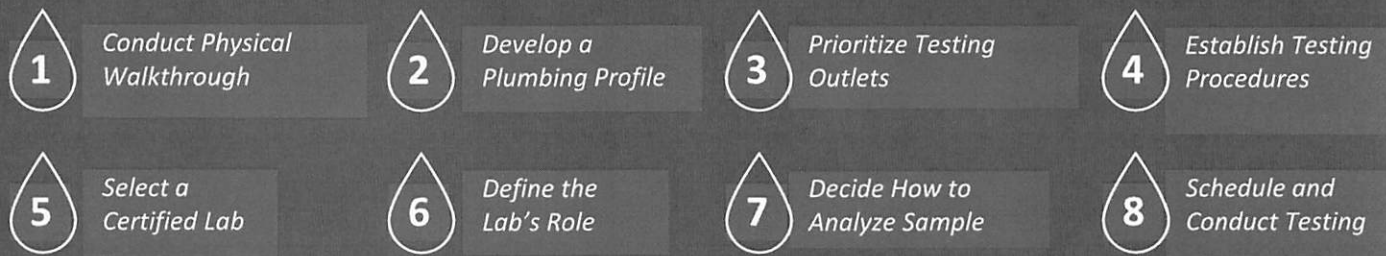 1 Conduct Physical
Walkthrough
2 Develop a
Plumbing Profile
3 Prioritize Testing
Outlets
4 Establish Testing
Procedures
5 Select a
Certified Lab
6 Define the
Lab's Role
7 Decide How to
Analyze Sample
8 Schedule and
Conduct Testing